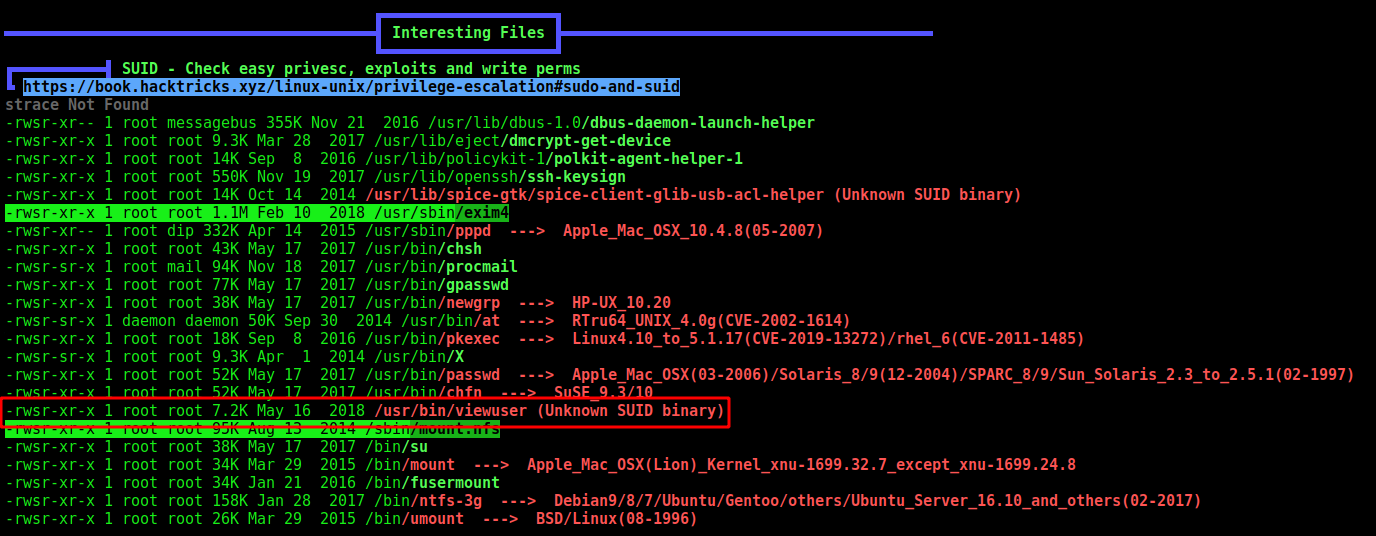 Interesting Files
SUID - Check easy privesc, exploits and write perms
https://book.hacktricks.xyz/linux-unix/privilege-escalation#sudo-and-suid
strace Not Found
-rwsr-xr-- 1 root messagebus 355K Nov 21  2016 /usr/lib/dbus-1.0/dbus-daemon-launch-helper
-rwsr-xr-x 1 root root 9.3K Mar 28  2017 /usr/lib/eject/dmcrypt-get-device
-rwsr-xr-x 1 root root 14K Sep  8  2016 /usr/lib/policykit-1/polkit-agent-helper-1
-rwsr-xr-x 1 root root 550K Nov 19  2017 /usr/lib/openssh/ssh-keysign
-rwsr-xr-x 1 root root 14K Oct 14  2014 /usr/lib/spice-gtk/spice-client-glib-usb-acl-helper (Unknown SUID binary)
-rwsr-xr-x 1 root root 1.1M Feb 10  2018 /usr/sbin/exim4
-rwsr-xr-- 1 root dip 332K Apr 14  2015 /usr/sbin/pppd  --->  Apple_Mac_OSX_10.4.8(05-2007)
-rwsr-xr-x 1 root root 43K May 17  2017 /usr/bin/chsh
-rwsr-sr-x 1 root mail 94K Nov 18  2017 /usr/bin/procmail
-rwsr-xr-x 1 root root 77K May 17  2017 /usr/bin/gpasswd
-rwsr-xr-x 1 root root 38K May 17  2017 /usr/bin/newgrp  --->  HP-UX_10.20
-rwsr-sr-x 1 daemon daemon 50K Sep 30  2014 /usr/bin/at  --->  RTru64_UNIX_4.0g(CVE-2002-1614)
-rwsr-xr-x 1 root root 18K Sep  8  2016 /usr/bin/pkexec  --->  Linux4.10_to_5.1.17(CVE-2019-13272)/rhel_6(CVE-2011-1485)
-rwsr-sr-x 1 root root 9.3K Apr  1  2014 /usr/bin/X
-rwsr-xr-x 1 root root 52K May 17  2017 /usr/bin/passwd  --->  Apple_Mac_OSX(03-2006)/Solaris_8/9(12-2004)/SPARC_8/9/Sun_Solaris_2.3_to_2.5.1(02-1997)
-rwsr-xr-x 1 root root 52K May 17  2017 /usr/bin/chfn  --->  SuSE_9.3/10
-rwsr-xr-x 1 root root 7.2K May 16  2018 /usr/bin/viewuser (Unknown SUID binary)
-rwsr-xr-x 1 root root 95K Aug 13  2014 /sbin/mount.nfs
-rwsr-xr-x 1 root root 38K May 17  2017 /bin/su
-rwsr-xr-x 1 root root 34K Mar 29  2015 /bin/mount  --->  Apple_Mac_OSX(Lion)_Kernel_xnu-1699.32.7_except_xnu-1699.24.8
-rwsr-xr-x 1 root root 34K Jan 21  2016 /bin/fusermount
-rwsr-xr-x 1 root root 158K Jan 28  2017 /bin/ntfs-3g  --->  Debian9/8/7/Ubuntu/Gentoo/others/Ubuntu_Server_16.10_and_others(02-2017)
-rwsr-xr-x 1 root root 26K Mar 29  2015 /bin/umount  --->  BSD/Linux(08-1996)